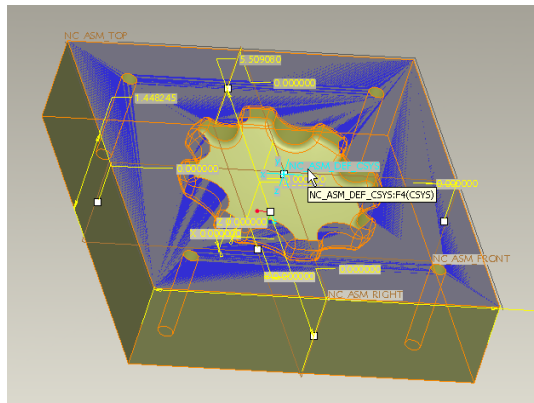 NC_ASM_TOP
5.509080
0.000000
1.448245
0.000000
0.000000
NC_ASM_DEF_CSYS:F4(CSYS)
0.000000
0.000000
NC_ASM_FRONT
NC_ASM_RIGHT